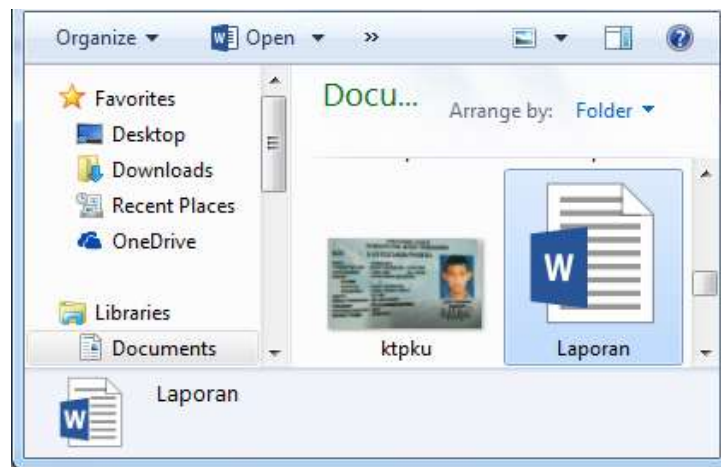 Organize
Open
»
Favorites
Desktop
Downloads
Recent Places
OneDrive
Libraries
Documents
Docu...
Arrange by: Folder
W
ktpku
Laporan
W
Laporan